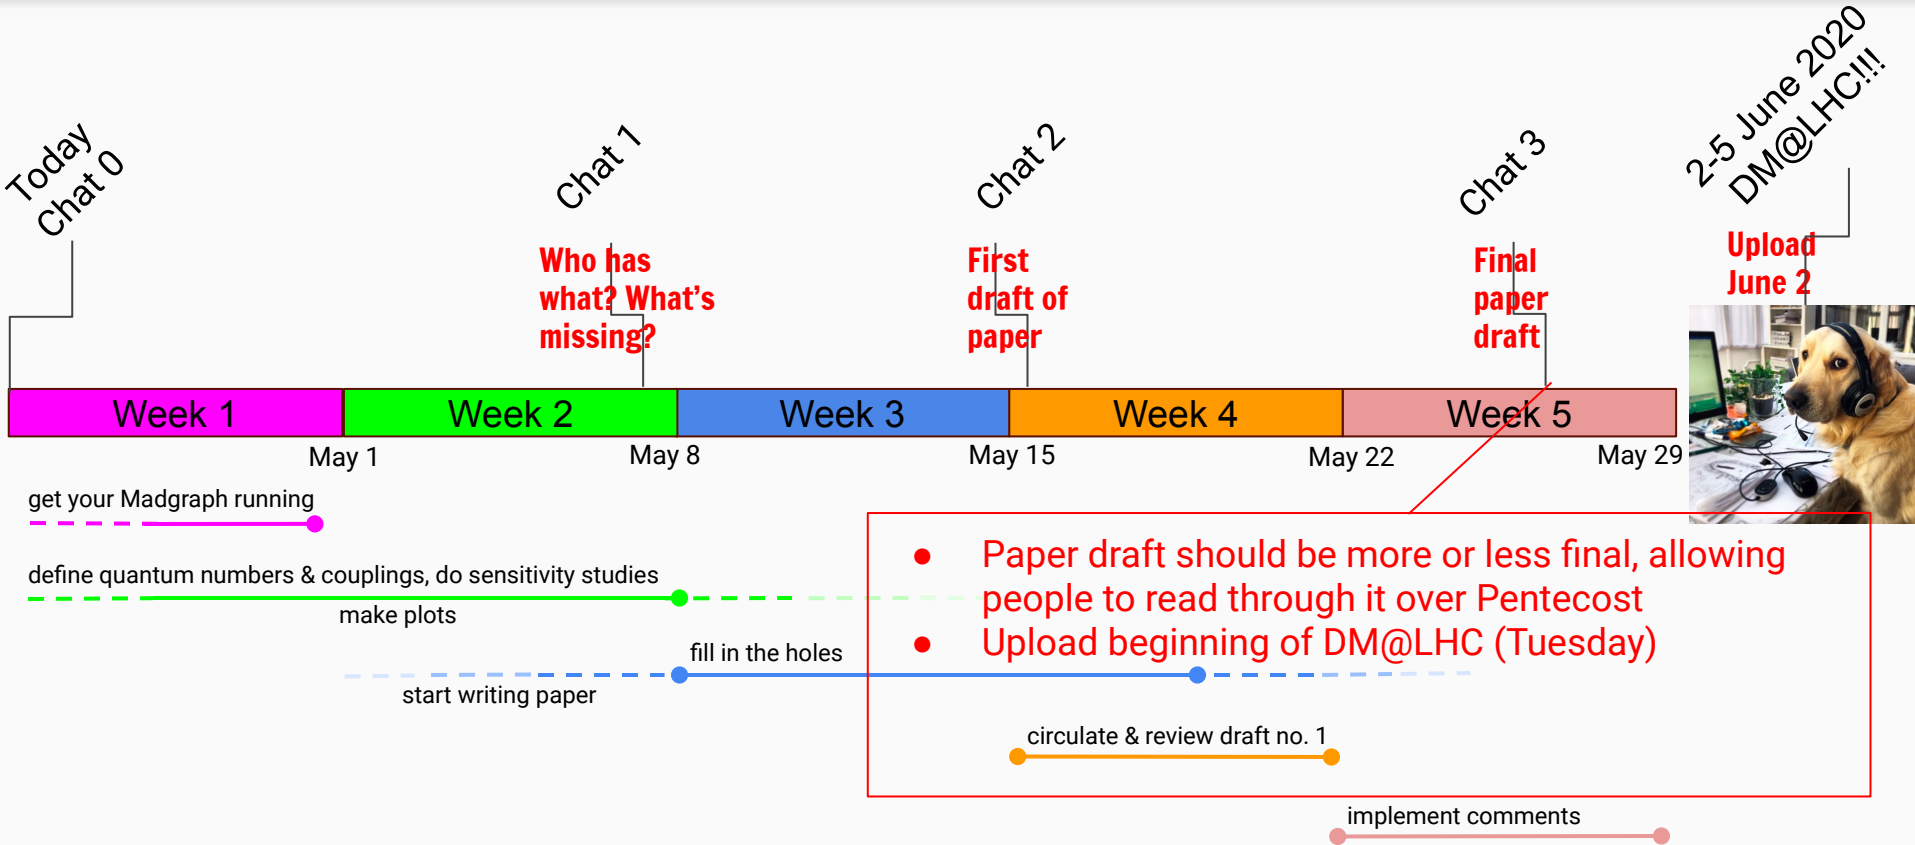 Today
Chat 0
Chat 1
Chat 2
Chat 3
2-5 June 2020
DM@LHC!!!
Who has
what? What's
missing?
First
draft of
paper
Final
paper
draft
Upload
June 2
Week 1
Week 2
Week 3
Week 4
Week 5
May 1
May 8
May 15
May 22
May 29
get your Madgraph running
define quantum numbers & couplings, do sensitivity studies
make plots
fill in the holes
start writing paper
● Paper draft should be more or less final, allowing
people to read through it over Pentecost
● Upload beginning of DM@LHC (Tuesday)
circulate & review draft no. 1
implement comments